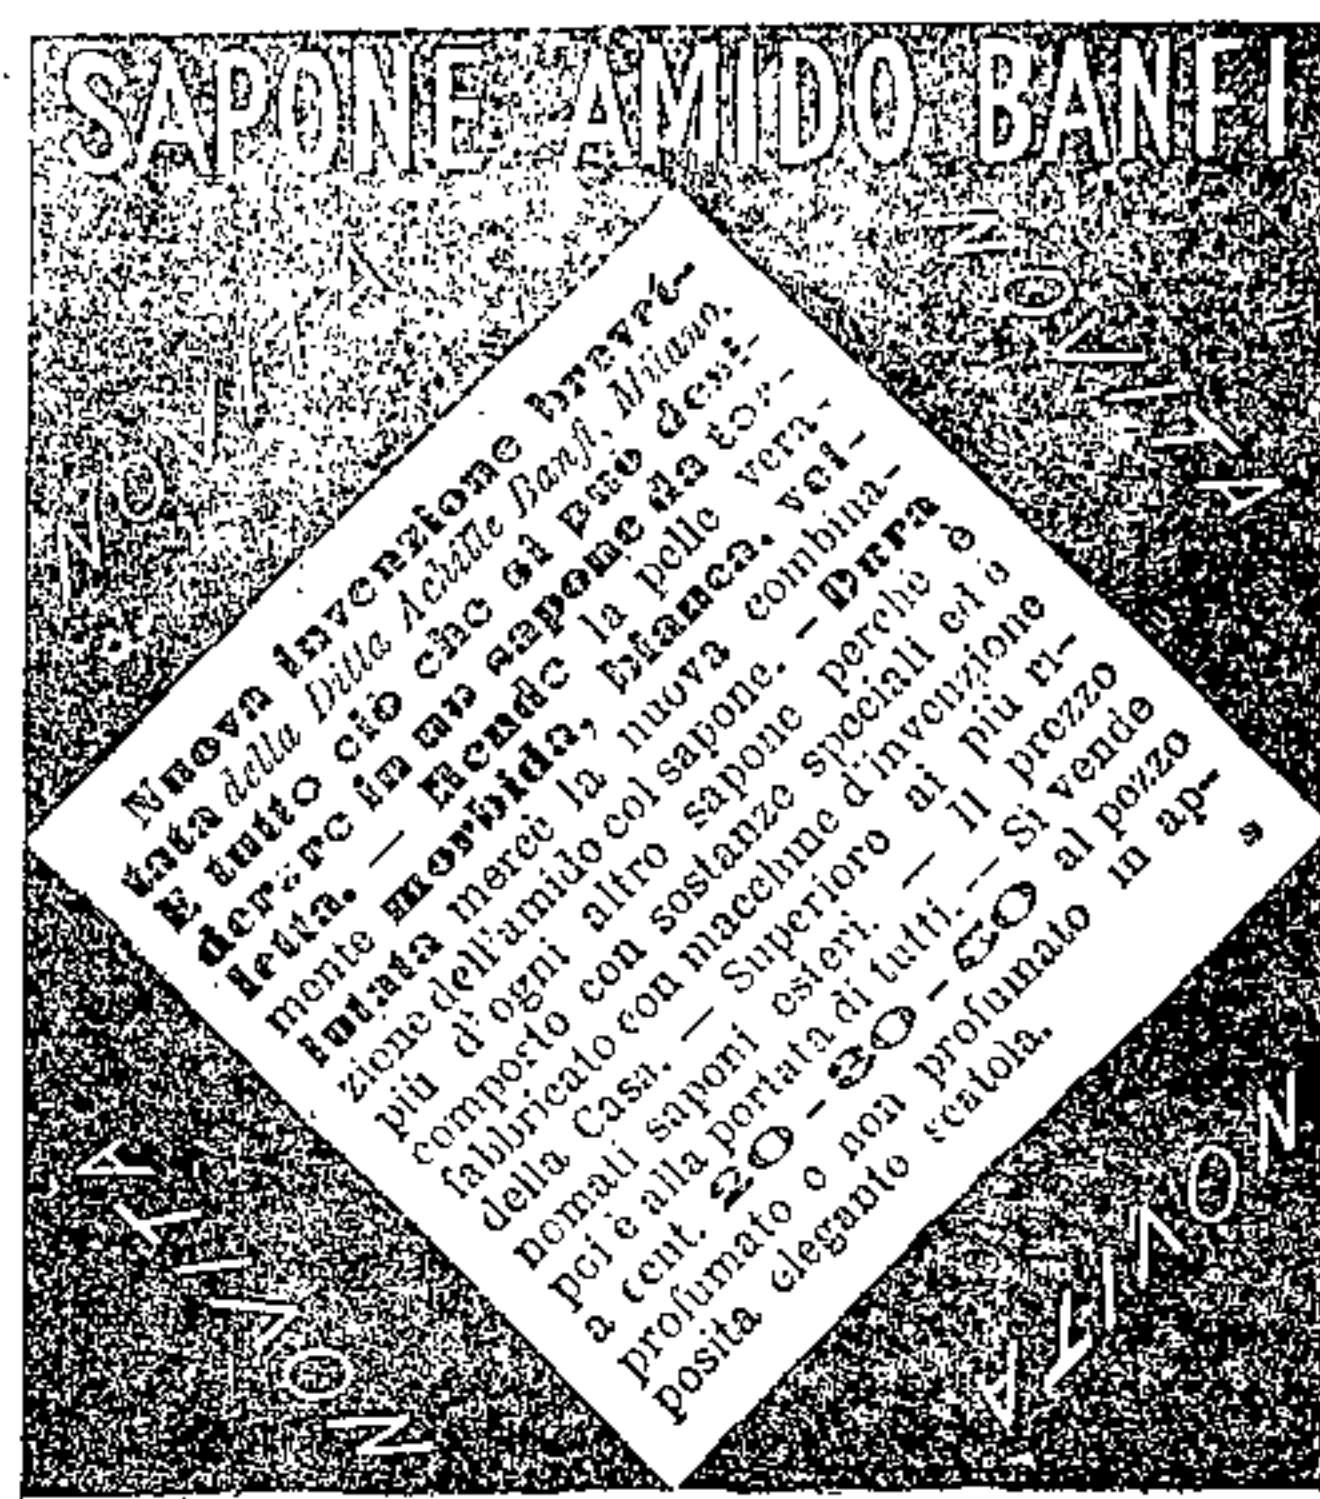 SAPONE AMIDO BANFI
NOVITÀ
NOVITÀ
Nuova invenzione brevet-
tata della Ditta Achille Banfi, Milano.
È tutto ciò che si può desi-
derare in un sapone da toe-
letta. — Rende la pelle vera-
mente morbida, bianca, vel-
lutata mercè la nuova combina-
zione dell'amido col sapone. — Dura
più d'ogni altro sapone perchè è
composto con sostanze speciali ed è
fabbricato con macchine d'invenzione
della Casa. — Superiore ai più ri-
nomati saponi esteri. — Il prezzo
poi è alla portata di tutti. — Si vende
a cent. 20 - 30 - 50 al pezzo
profumato o non profumato in ap-
posita elegante scatola.
NOVITÀ
NOVITÀ